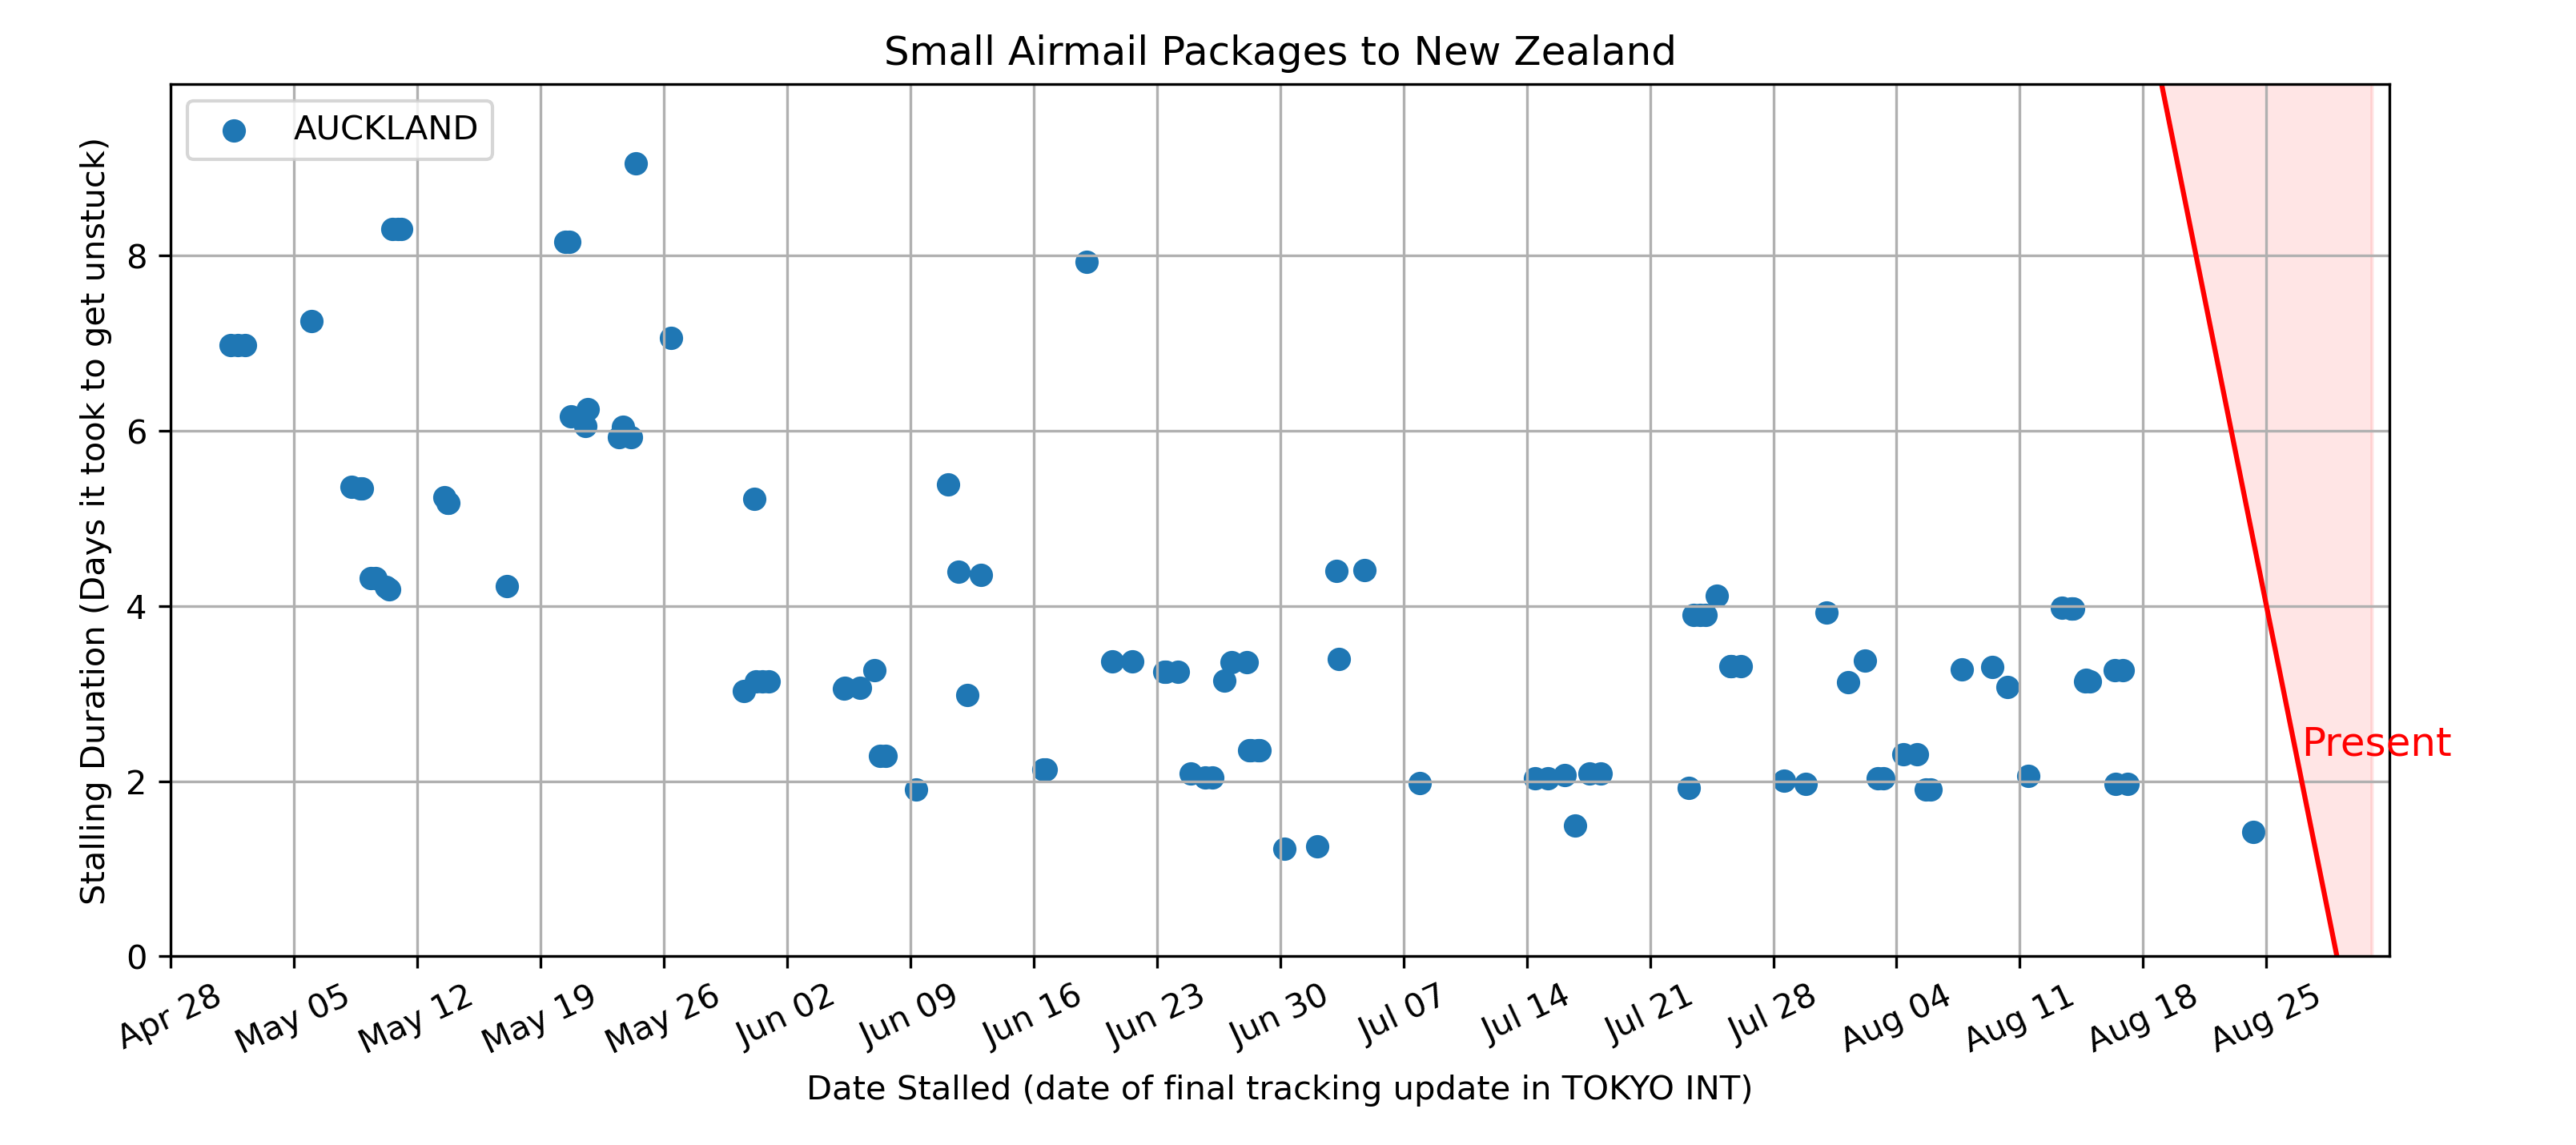 Small Airmail Packages to New Zealand
AUCKLAND
Stalling Duration (Days it took to get unstuck)
8
6
4
2
0
Present
Apr 28
May 05
May 12
May 19
May 26
Jun 02
Jun 09
Jun 16
Jun 23
Jun 30
Jul 07
Jul 14
Jul 21
Jul 28
Aug 04
Aug 11
Aug 18
Aug 25
Date Stalled (date of final tracking update in TOKYO INT)